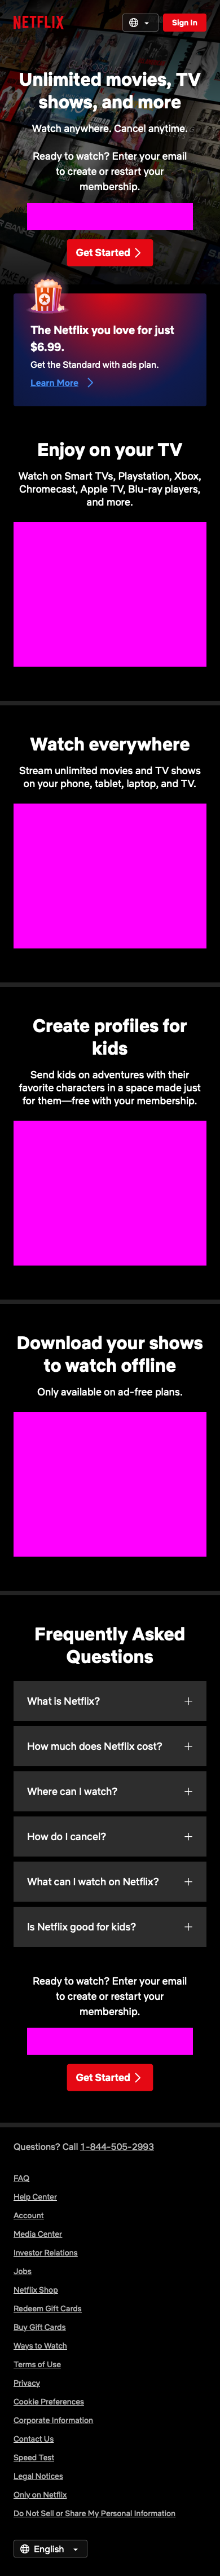 NETFLIX
Sign In
Unlimited movies, TV
shows, and more
Watch anywhere. Cancel anytime.
Ready to watch? Enter your email
to create or restart your
membership.
Get Started
The Netflix you love for just
$6.99.
Get the Standard with ads plan.
Learn More
Enjoy on your TV
Watch on Smart TVs, Playstation, Xbox,
Chromecast, Apple TV, Blu-ray players,
and more.
Watch everywhere
Stream unlimited movies and TV shows
on your phone, tablet, laptop, and TV.
Create profiles for
kids
Send kids on adventures with their
favorite characters in a space made just
for them—free with your membership.
Download your shows
to watch offline
Only available on ad-free plans.
Frequently Asked
Questions
What is Netflix?
How much does Netflix cost?
Where can I watch?
How do I cancel?
What can I watch on Netflix?
Is Netflix good for kids?
Ready to watch? Enter your email
to create or restart your
membership.
Get Started
Questions? Call 1-844-505-2993
FAQ
Help Center
Account
Media Center
Investor Relations
Jobs
Netflix Shop
Redeem Gift Cards
Buy Gift Cards
Ways to Watch
Terms of Use
Privacy
Cookie Preferences
Corporate Information
Contact Us
Speed Test
Legal Notices
Only on Netflix
Do Not Sell or Share My Personal Information
English